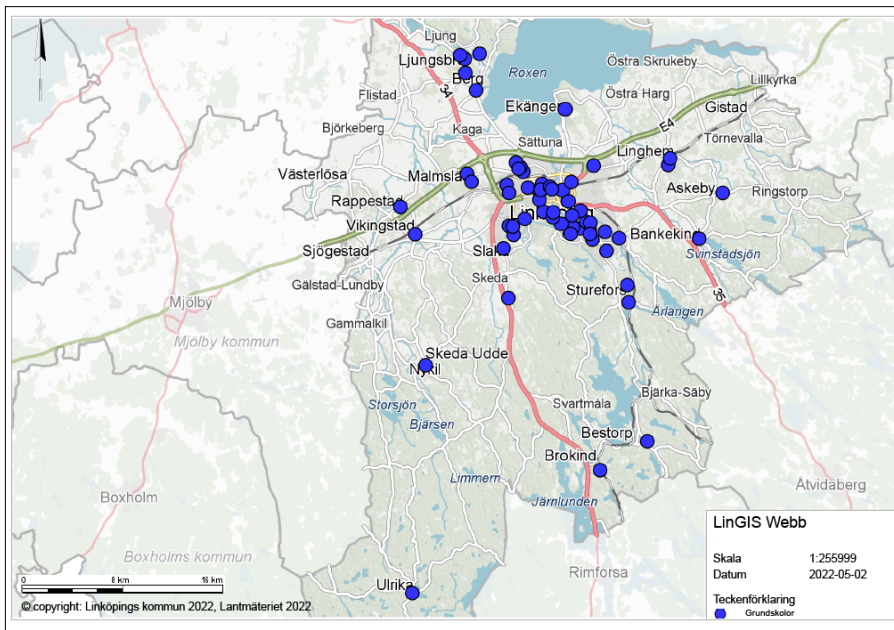 Ljung
Ljungsbro
Berg
Roxen
Östra Skrukeby
Lillkyrka
Flistad
34
Ekängen
Östra Harg
Gistad
E4
Björkeberg
Kaga
Sättuna
Törnevalla
Linghem
Västerlösa
Malmslätt
Askeby
Ringstorp
Rappestad
Linköping
Vikingstad
Bankekind
Sjögestad
Slaka
Svinstadsjön
Skeda
Gälstad-Lundby
Sturefors
35
Mjölby
Ärlången
Gammalkil
Mjölby kommun
Skeda Udde
Nykil
Bjärka-Säby
Storsjön
Svartmåla
Bjärsen
Bestorp
Brokind
Limmern
Åtvidaberg
Boxholm
Järnlunden
Boxholms kommun
Rimforsa
Ulrika
0 8 km 16 km
© copyright: Linköpings kommun 2022, Lantmäteriet 2022
LinGIS Webb
Skala 1:255999
Datum 2022-05-02
Teckenförklaring
Grundskolor